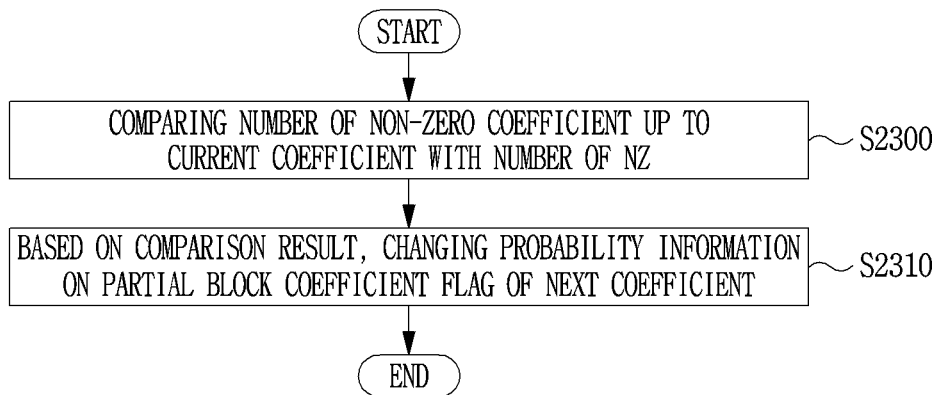 START
COMPARING NUMBER OF NON-ZERO COEFFICIENT UP TO
CURRENT COEFFICIENT WITH NUMBER OF NZ
S2300
BASED ON COMPARISON RESULT, CHANGING PROBABILITY INFORMATION
ON PARTIAL BLOCK COEFFICIENT FLAG OF NEXT COEFFICIENT
S2310
END